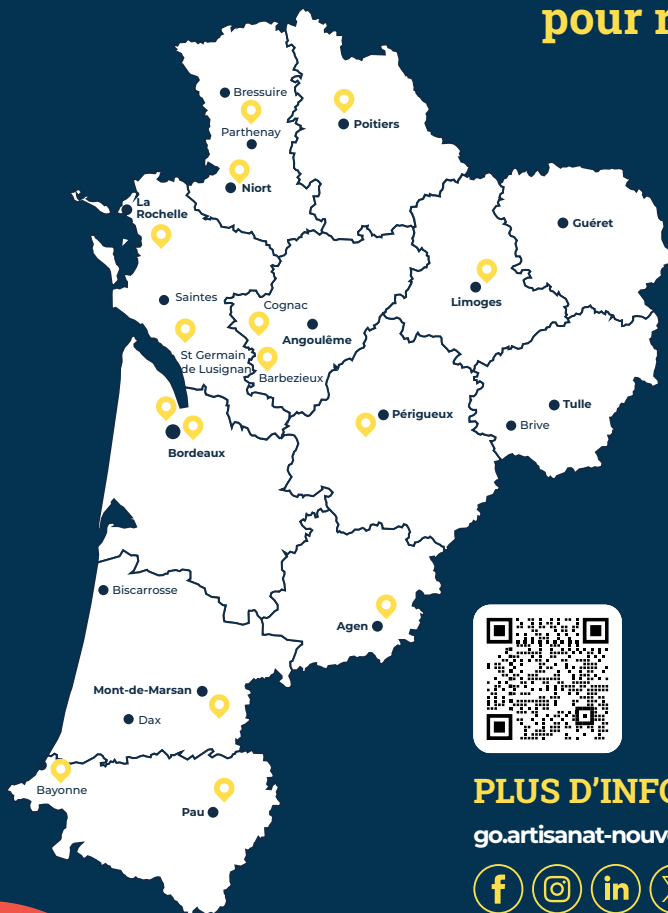 pour
Bressuire
Parthenay
Poitiers
Niort
La
Rochelle
Guéret
Saintes
Cognac
Limoges
Angoulême
St Germain
de Lusignan
Barbezieux
Périgueux
Tulle
Brive
Bordeaux
Biscarrosse
Agen
Mont-de-Marsan
Dax
Bayonne
Pau
PLUS D'INFO
go.artisanat-nouve